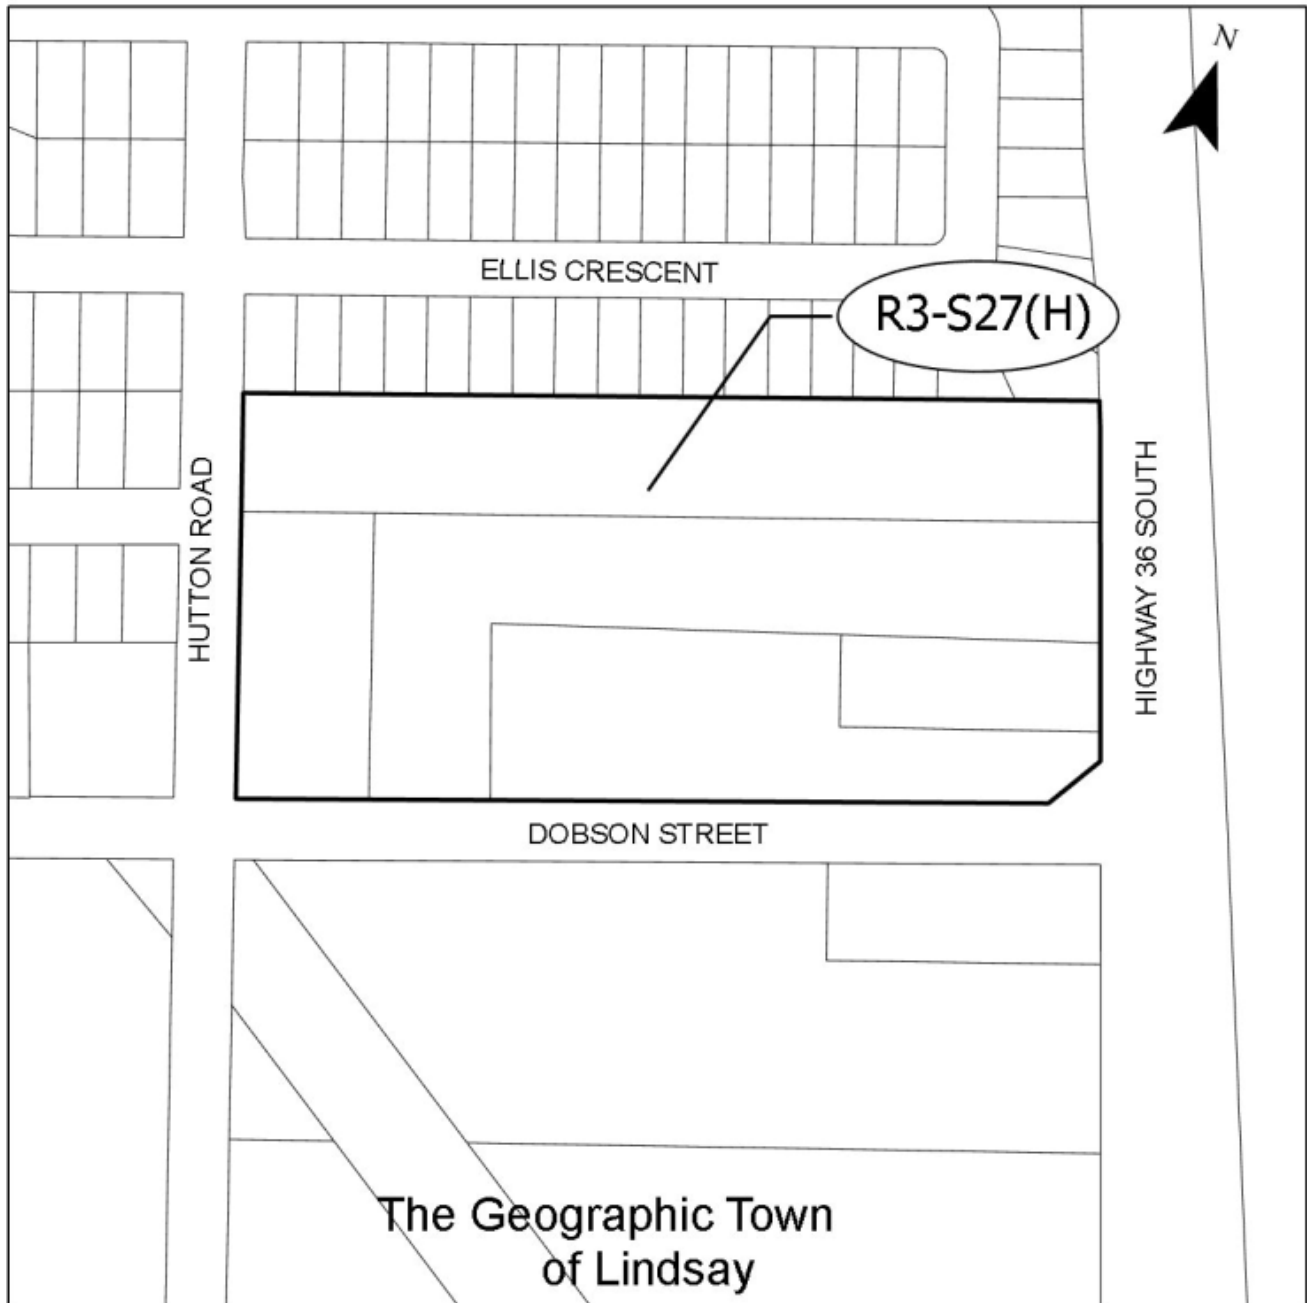 N
ELLIS CRESCENT
R3-S27(H)
HUTTON ROAD
HIGHWAY 36 SOUTH
DOBSON STREET
The Geographic Town
of Lindsay